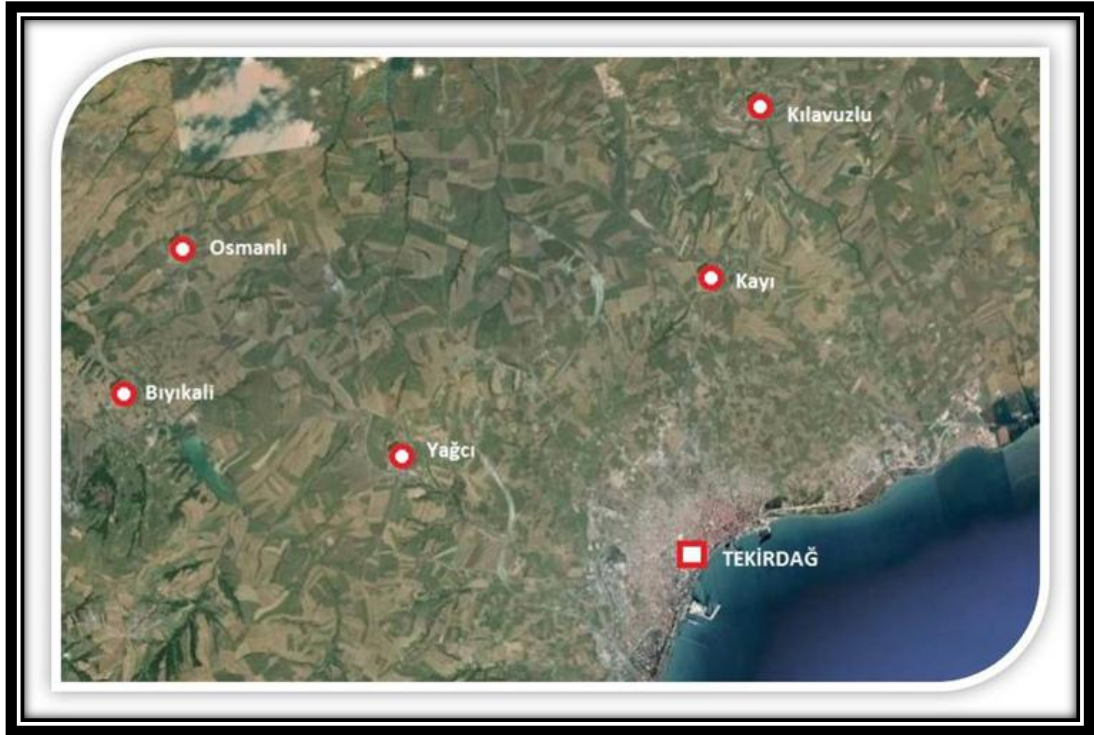 Kılavuzlu
Osmanlı
Kayı
Bıyıkali
Yağcı
TEKİRDAĞ